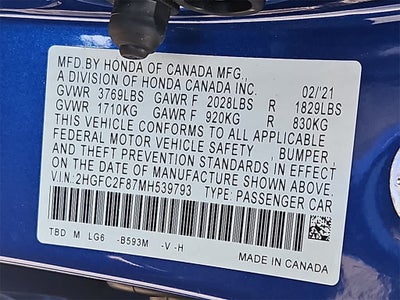 MFD.BY HONDA OF CANADA MFG.,
A DIVISION OF HONDA CANADA INC. 02/'21
GVWR 3769LBS GAWR F 2028LBS R 1829LBS
GVWR 1710KG GAWR F 920KG R 830KG
THIS VEHICLE CONFORMS TO ALL APPLICABLE
FEDERAL MOTOR VEHICLE SAFETY , BUMPER ,
AND THEFT PREVENTION STANDARDS IN EFFECT
ON THE DATE OF MANUFACTURE SHOWN ABOVE.
V.I.N: 2HGFC2F87MH539793 TYPE: PASSENGER CAR
TBD M LG6 -B593M -V -H
MADE IN CANADA